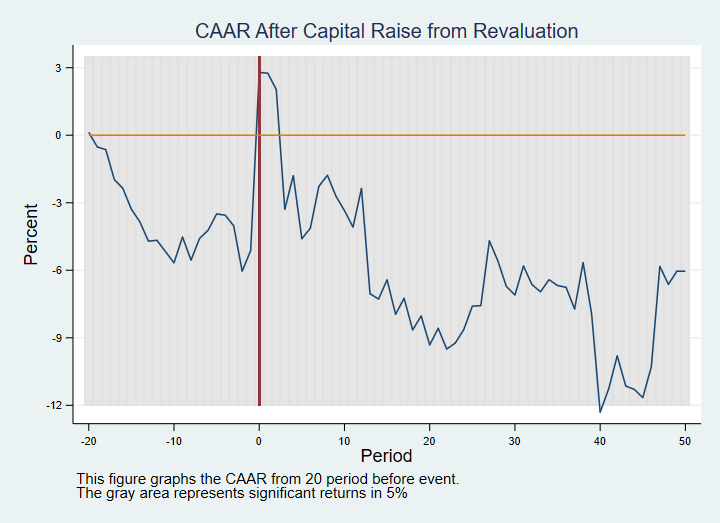 CAAR After Capital Raise from Revaluation
Percent
3
0
-3
-6
-9
-12
-20
-10
0
10
20
30
40
50
Period
This figure graphs the CAAR from 20 period before event.
The gray area represents significant returns in 5%